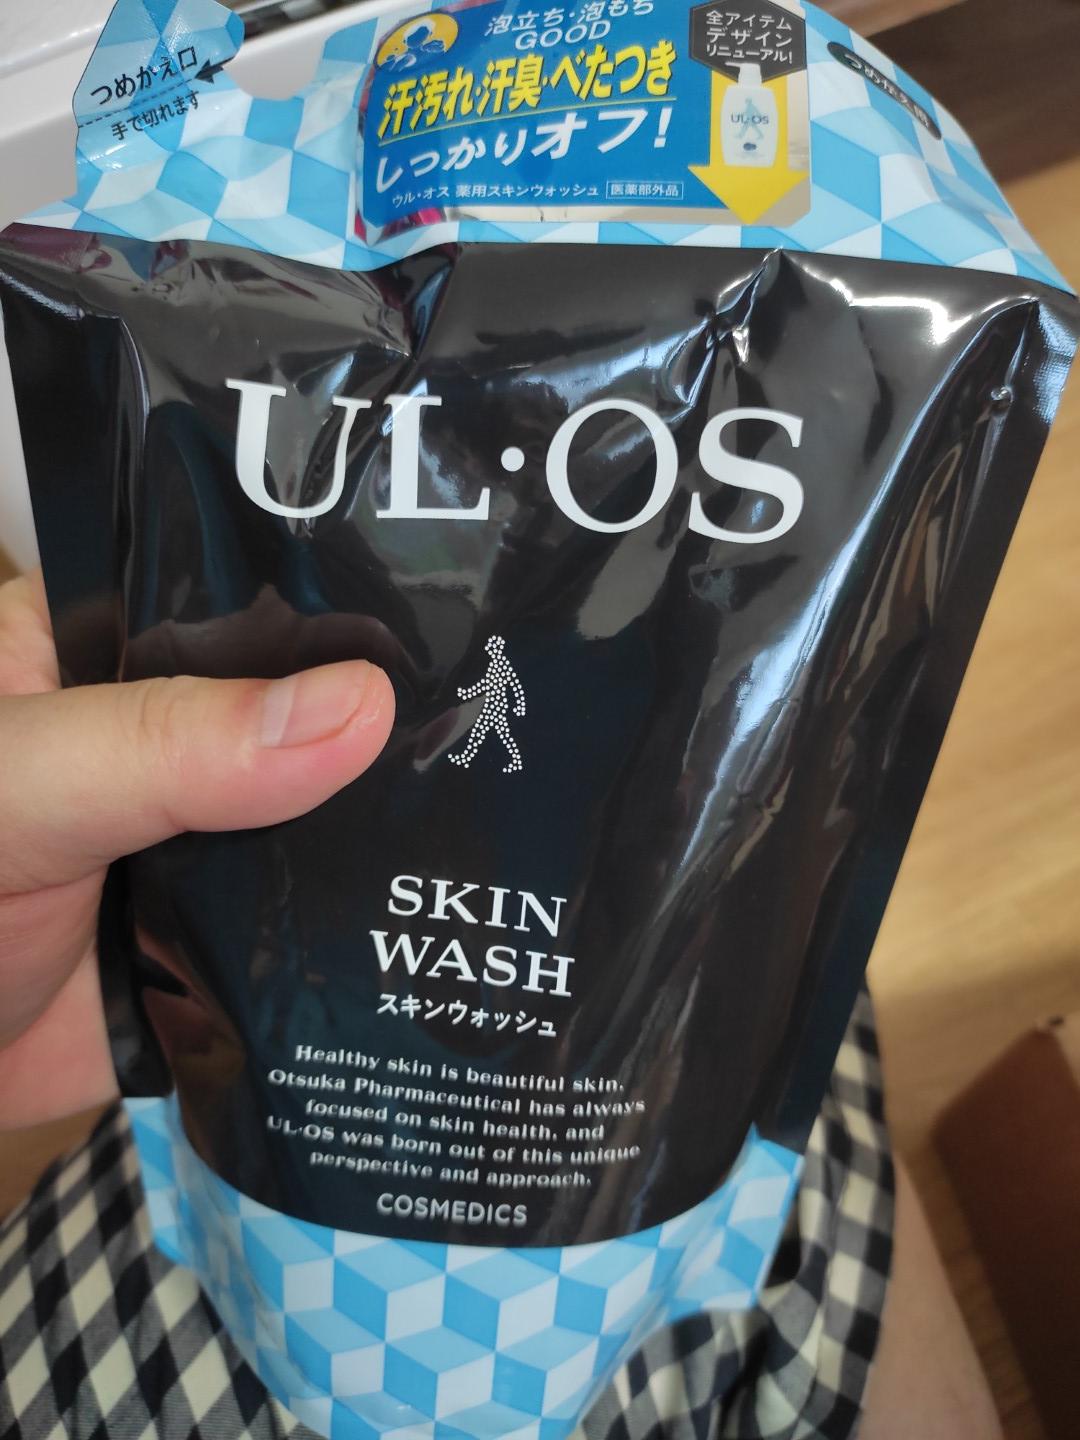 つめかえ口
手で切れます
泡立ち・泡もち
GOOD
汗汚れ・汗臭・べたつき
しっかりオフ!
ウル・オス 薬用スキンウォッシュ 医薬部外品
全アイテム
デザイン
リニューアル!
UL·OS
つめかえ用
UL·OS
SKIN
WASH
スキンウォッシュ
Healthy skin is beautiful skin.
Otsuka Pharmaceutical has always
focused on skin health, and
UL·OS was born out of this unique
perspective and approach.
COSMEDICS